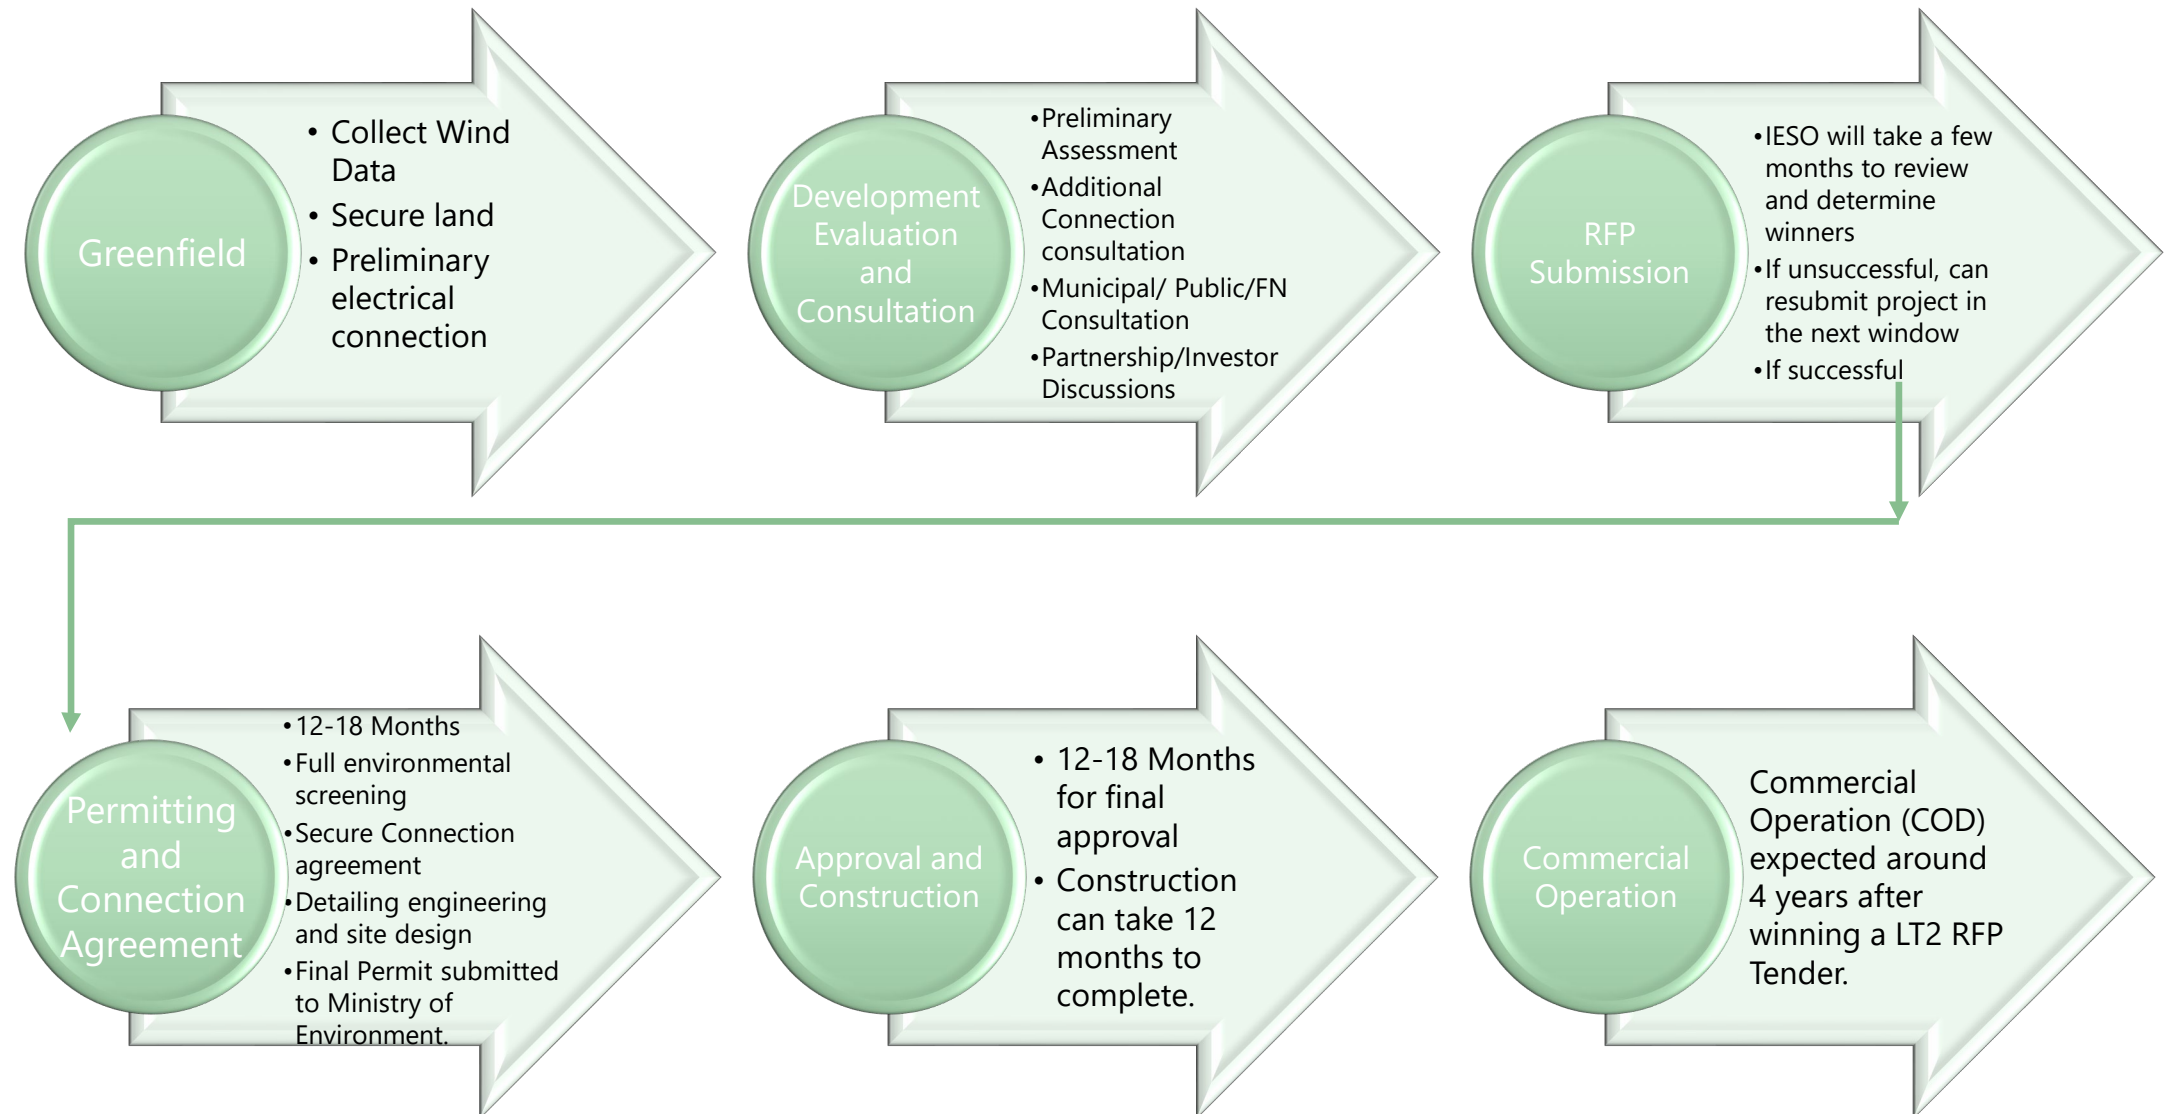 Greenfield
• Collect Wind
Data
• Secure land
• Preliminary
electrical
connection
Development
Evaluation
and
Consultation
•Preliminary
Assessment
•Additional
Connection
consultation
•Municipal/ Public/FN
Consultation
•Partnership/Investor
Discussions
RFP
Submission
•IESO will take a few
months to review
and determine
winners
•If unsuccessful, can
resubmit project in
the next window
•If successful
Permitting
and
Connection
Agreement
•12-18 Months
•Full environmental
screening
•Secure Connection
agreement
•Detailing engineering
and site design
•Final Permit submitted
to Ministry of
Environment.
Approval and
Construction
• 12-18 Months
for final
approval
• Construction
can take 12
months to
complete.
Commercial
Operation
Commercial
Operation (COD)
expected around
4 years after
winning a LT2 RFP
Tender.